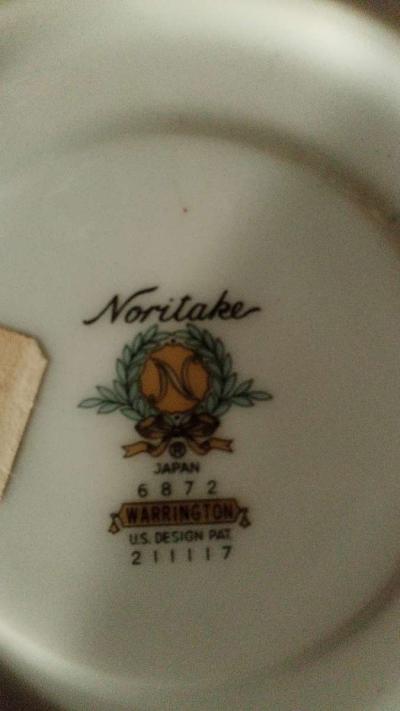 Noritake
N
®
JAPAN
6872
WARRINGTON
U.S. DESIGN PAT.
211117